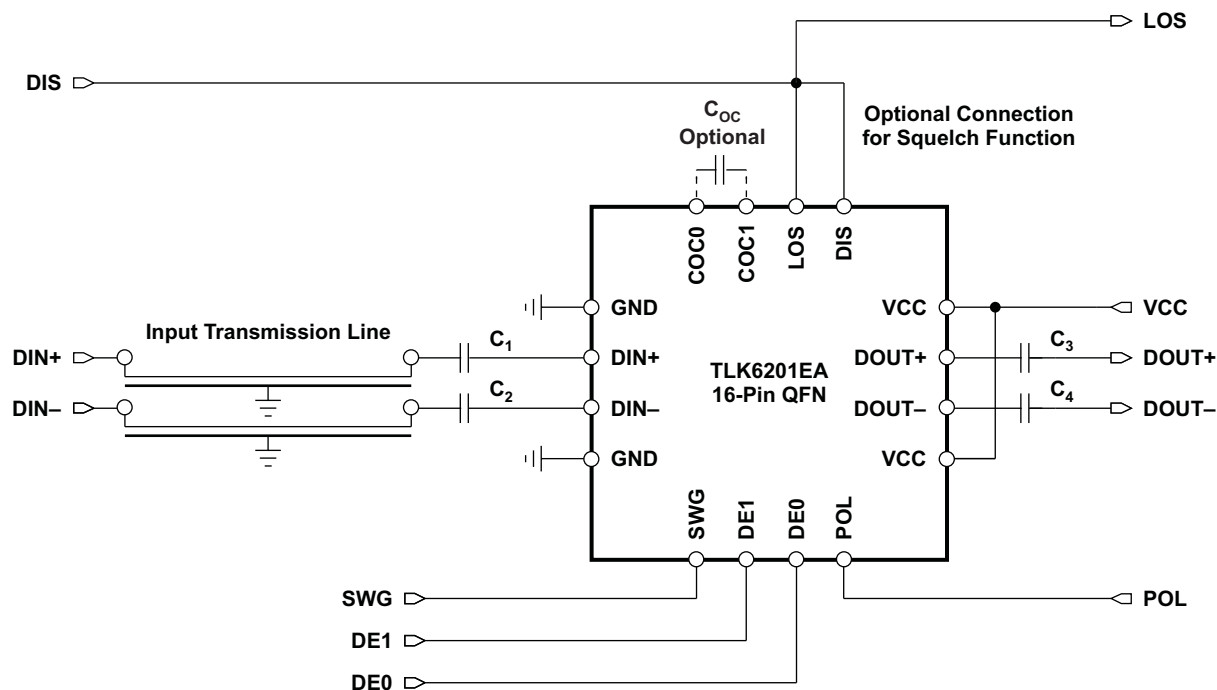 LOS
DIS
C_OC
Optional
Optional Connection
for Squelch Function
COC0
COC1
LOS
DIS
GND
VCC
VCC
Input Transmission Line
DIN+
C1
DIN+
TLK6201EA
16-Pin QFN
DOUT+
C3
DOUT+
DIN–
C2
DIN–
DOUT–
C4
DOUT–
GND
VCC
SWG
DE1
DE0
POL
SWG
POL
DE1
DE0